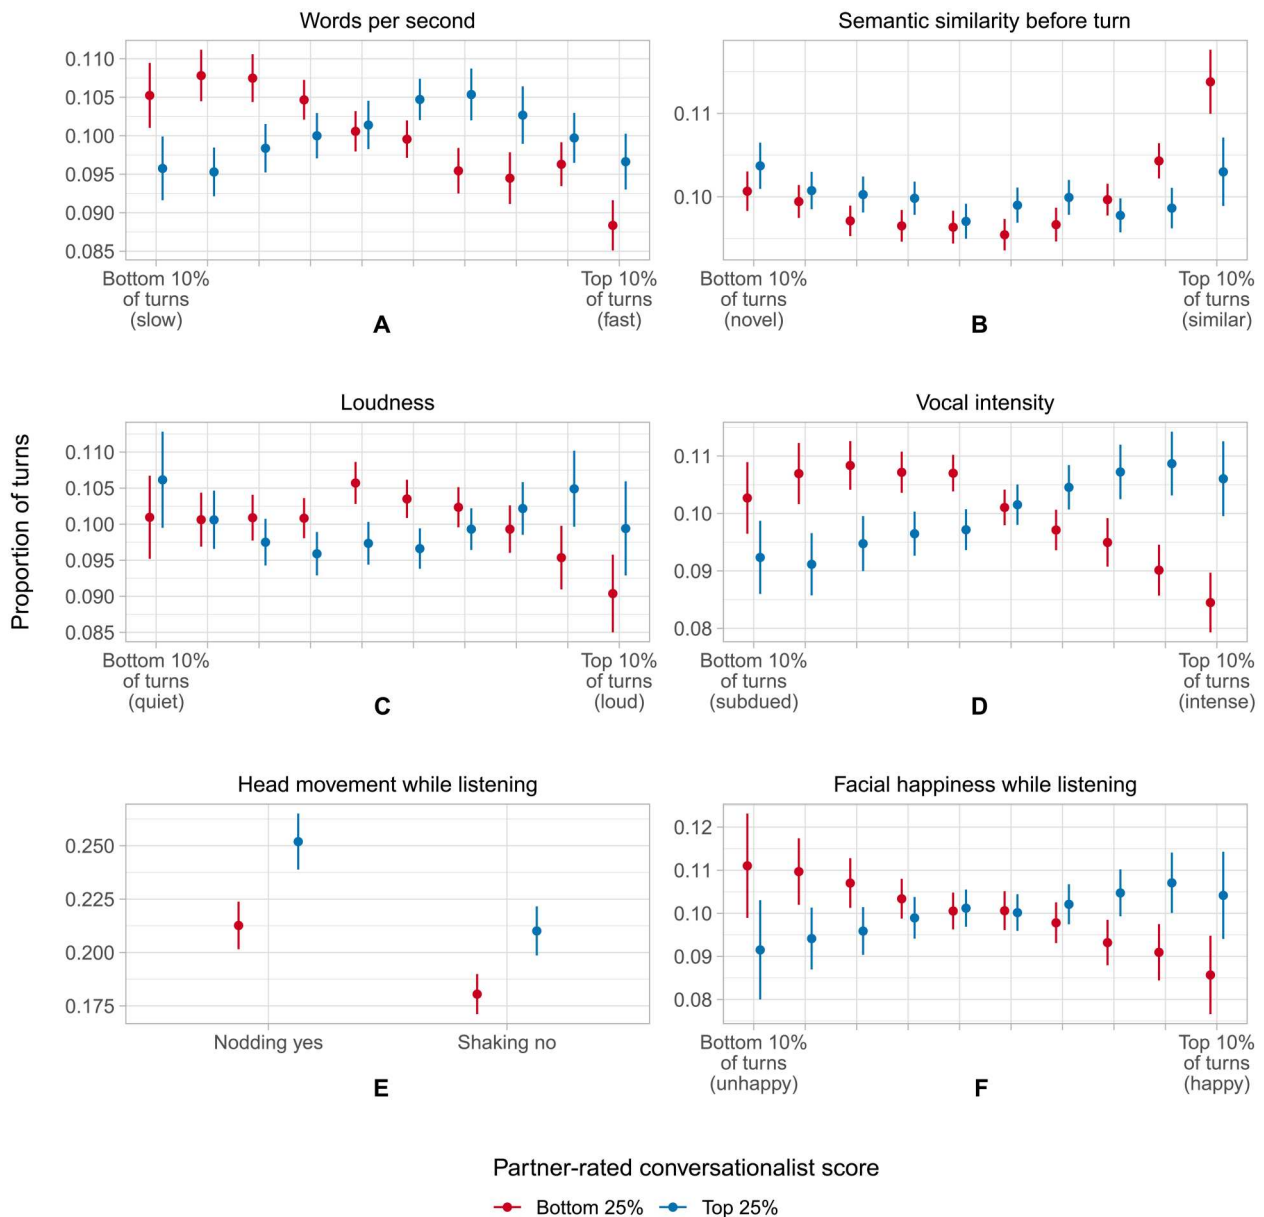 Words per second
0.110
0.105
0.100
0.095
0.090
0.085
Bottom 10%
of turns
(slow)
Top 10%
of turns
(fast)
A
Semantic similarity before turn
0.11
0.10
Bottom 10%
of turns
(novel)
Top 10%
of turns
(similar)
B
Proportion of turns
Loudness
0.110
0.105
0.100
0.095
0.090
0.085
Bottom 10%
of turns
(quiet)
Top 10%
of turns
(loud)
C
Vocal intensity
0.11
0.10
0.09
0.08
Bottom 10%
of turns
(subdued)
Top 10%
of turns
(intense)
D
Head movement while listening
0.250
0.225
0.200
0.175
Nodding yes
Shaking no
E
Facial happiness while listening
0.12
0.11
0.10
0.09
0.08
Bottom 10%
of turns
(unhappy)
Top 10%
of turns
(happy)
F
Partner-rated conversationalist score
Bottom 25%
Top 25%